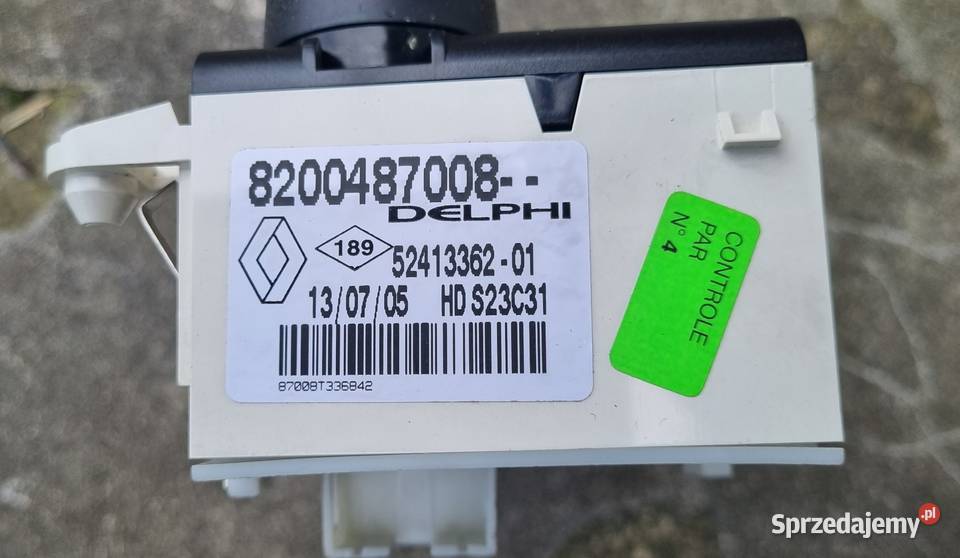 8200487008--
DELPHI
189
52413362-01
13/07/05 HD S23C31
87008T336842
CONTROLE
PAR
N° 4
Sprzedajemy.pl